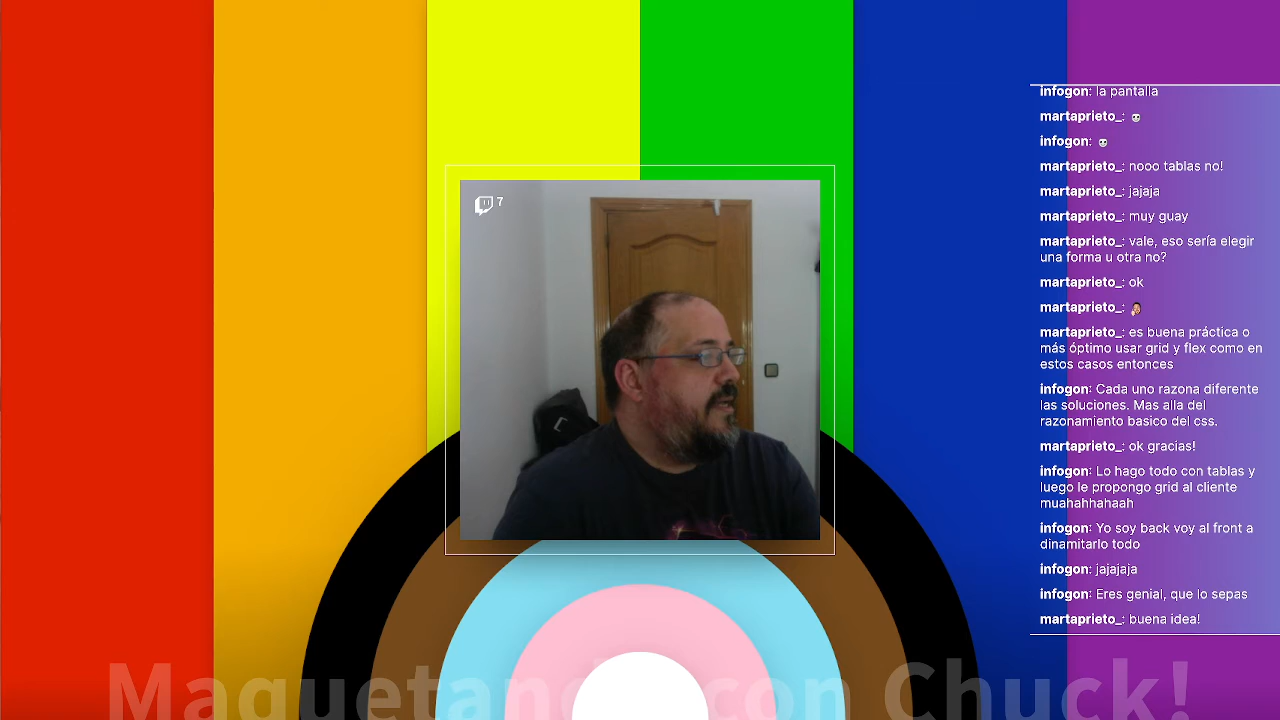 7
infogon: la pantalla
martaprieto_:
infogon:
martaprieto_: nooo tablas no!
martaprieto_: jajaja
martaprieto_: muy guay
martaprieto_: vale, eso sería elegir
una forma u otra no?
martaprieto_: ok
martaprieto_:
martaprieto_: es buena práctica o
más óptimo usar grid y flex como en
estos casos entonces
infogon: Cada uno razona diferente
las soluciones. Mas alla del
razonamiento basico del css.
martaprieto_: ok gracias!
infogon: Lo hago todo con tablas y
luego le propongo grid al cliente
muahahhahaah
infogon: Yo soy back voy al front a
dinamitarlo todo
infogon: jajajaja
infogon: Eres genial, que lo sepas
martaprieto_: buena idea!
Maquetando con Chuck!